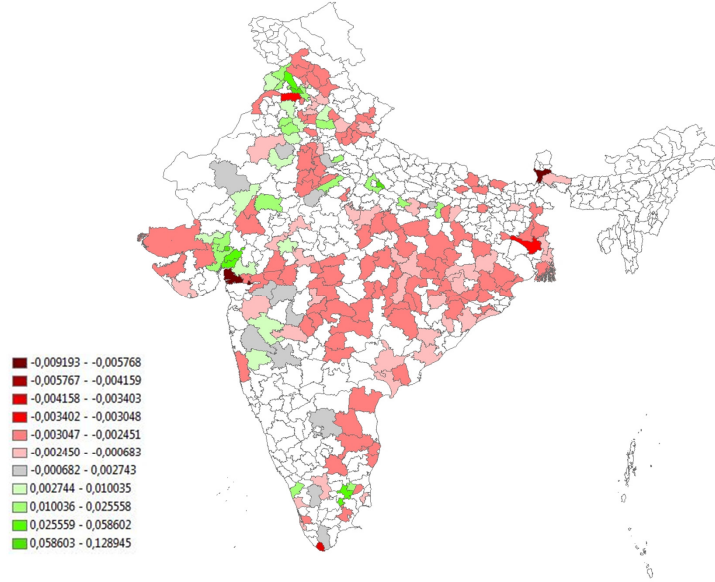 -0,009193 - -0,005768
-0,005767 - -0,004159
-0,004158 - -0,003403
-0,003402 - -0,003048
-0,003047 - -0,002451
-0,002450 - -0,000683
-0,000682 - 0,002743
0,002744 - 0,010035
0,010036 - 0,025558
0,025559 - 0,058602
0,058603 - 0,128945